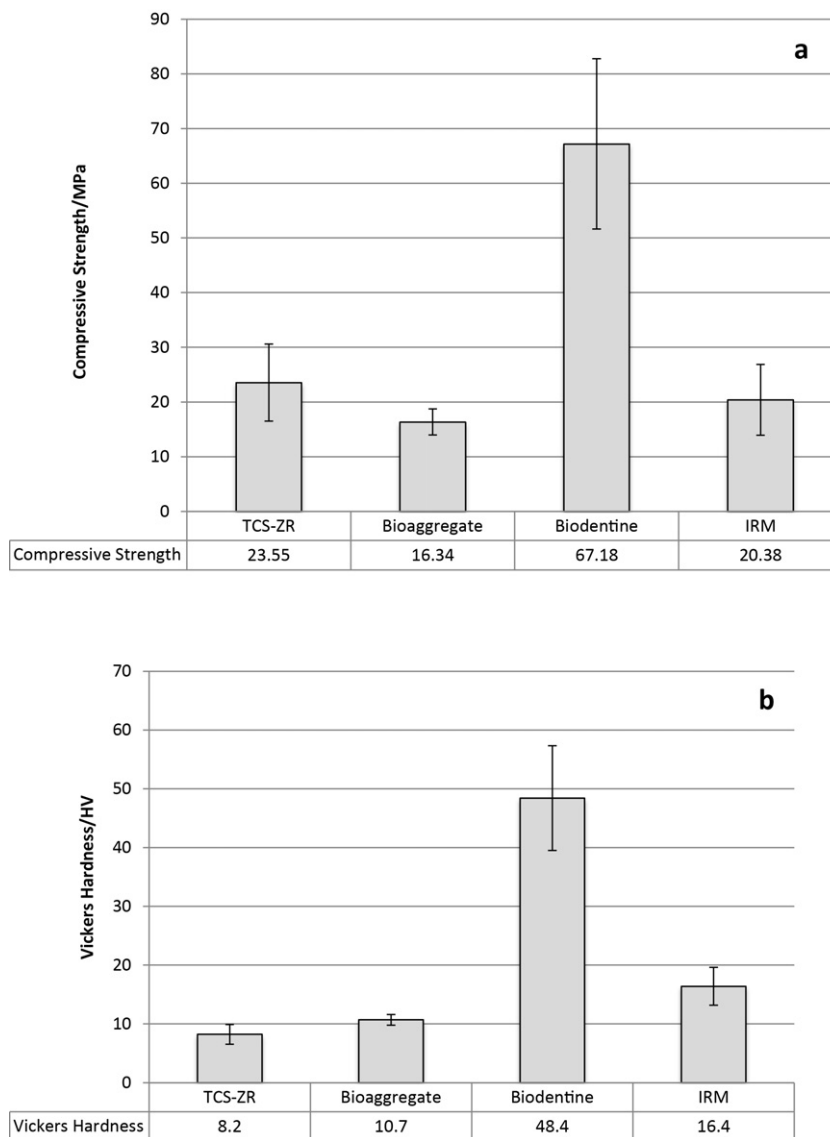 a
Compressive Strength/MPa
90
80
70
60
50
40
30
20
10
0
TCS-ZR Bioaggregate Biodentine IRM
Compressive Strength 23.55 16.34 67.18 20.38
b
Vickers Hardness/HV
70
60
50
40
30
20
10
0
TCS-ZR Bioaggregate Biodentine IRM
Vickers Hardness 8.2 10.7 48.4 16.4